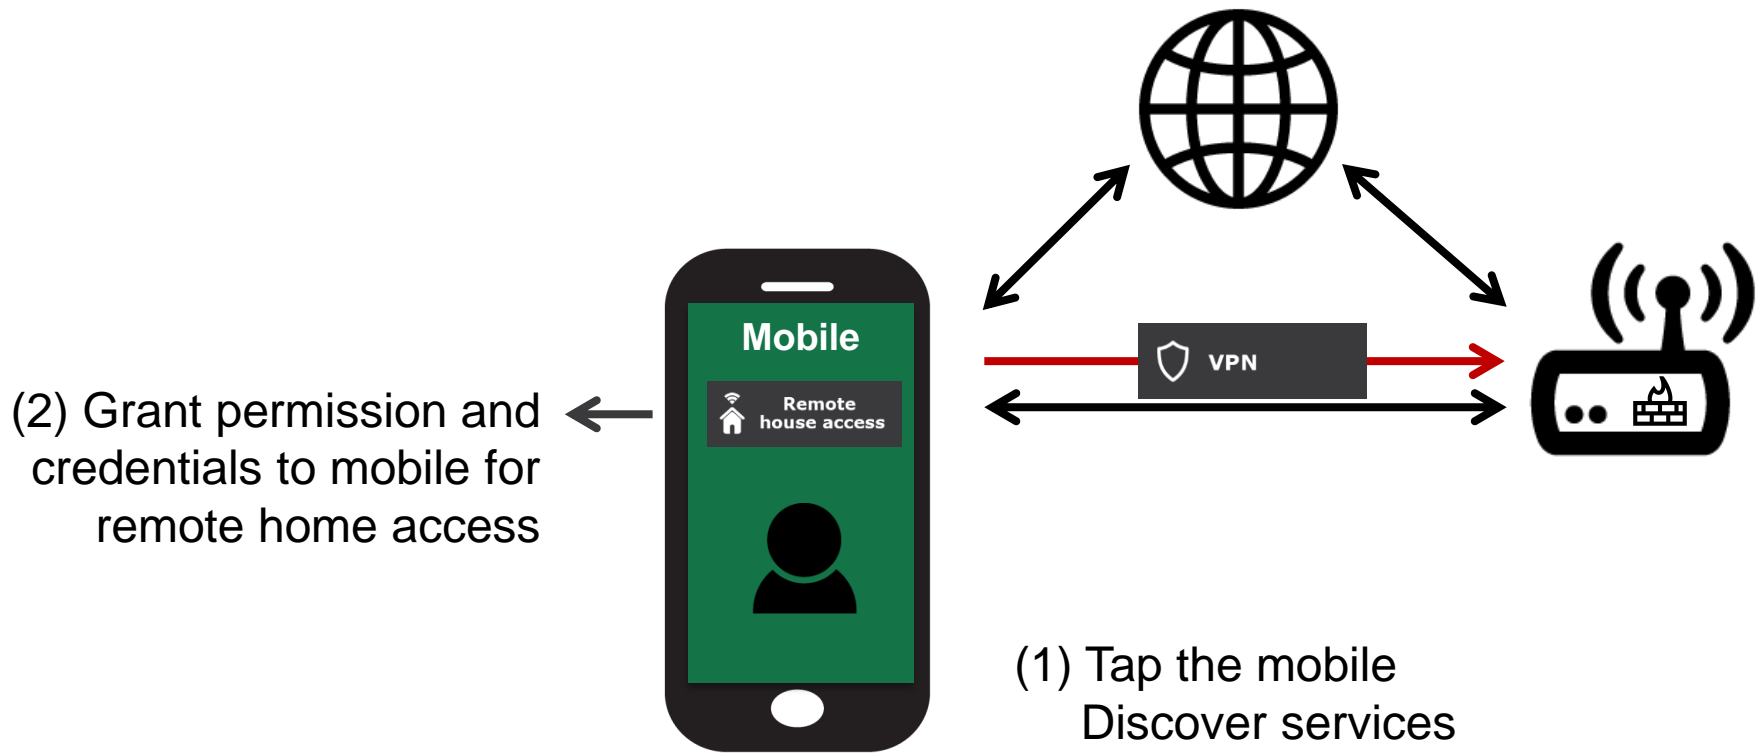 Mobile
Remote
house access
VPN
(2) Grant permission and
credentials to mobile for
remote home access
(1) Tap the mobile
Discover services